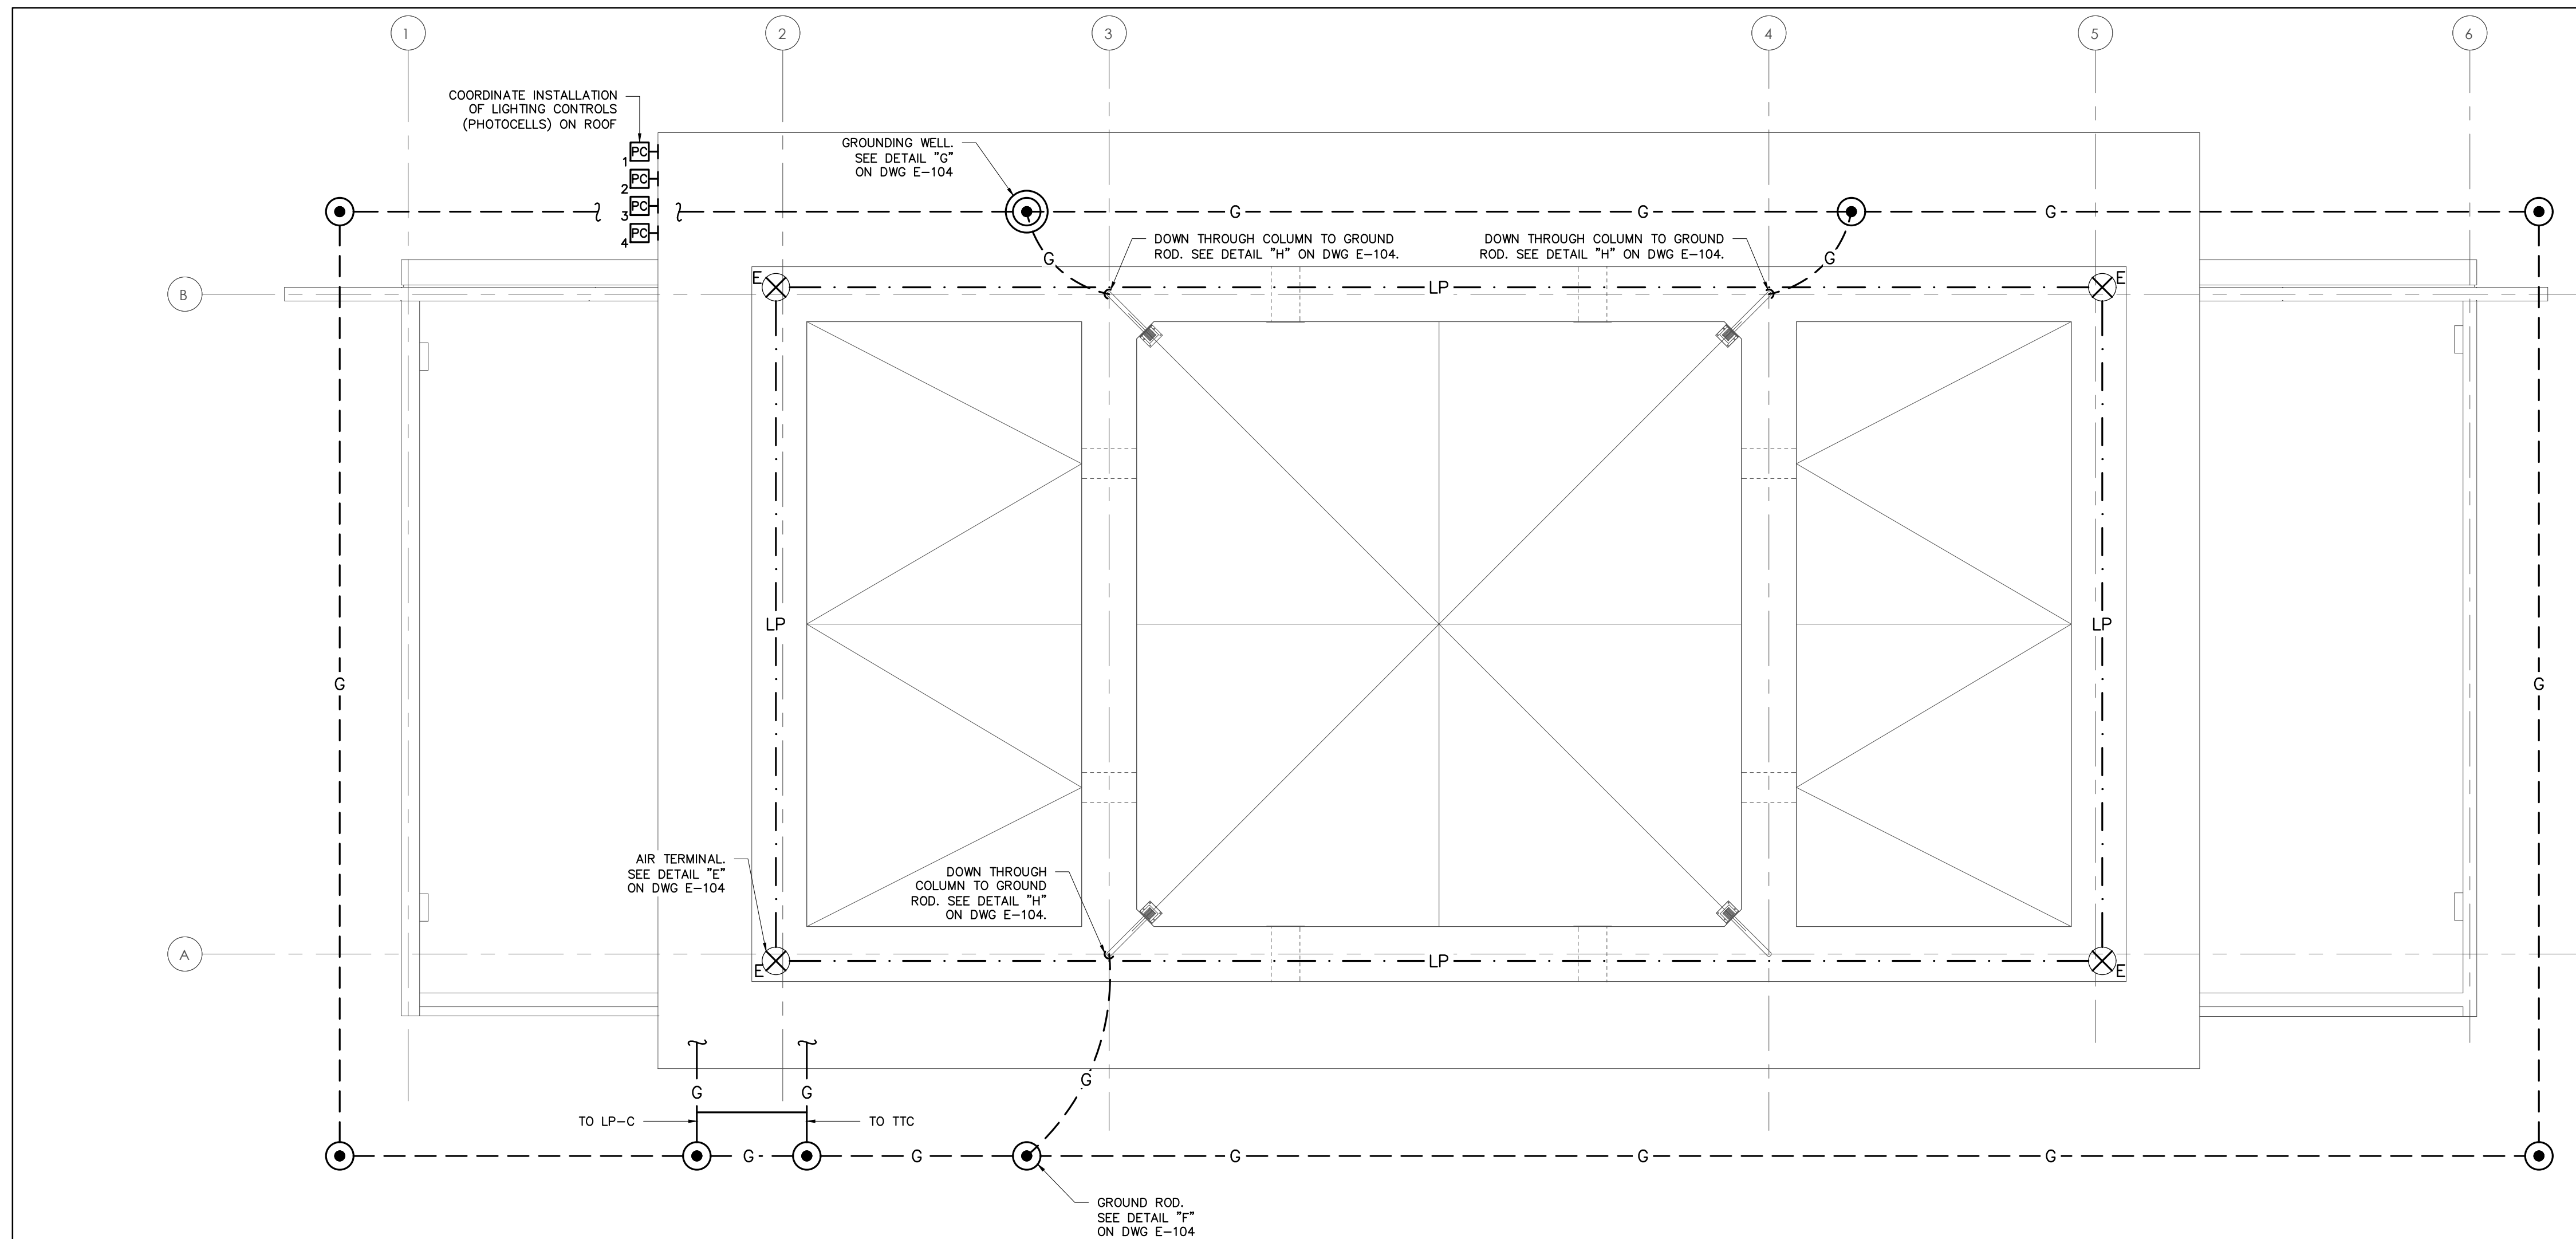 1
2
3
4
5
6
COORDINATE INSTALLATION
OF LIGHTING CONTROLS
(PHOTOCELLS) ON ROOF
PC
1
PC
2
PC
3
PC
4
GROUNDING WELL.
SEE DETAIL "G"
ON DWG E-104
G
G
G
DOWN THROUGH COLUMN TO GROUND
ROD. SEE DETAIL "H" ON DWG E-104.
DOWN THROUGH COLUMN TO GROUND
ROD. SEE DETAIL "H" ON DWG E-104.
G
G
E
E
B
LP
LP
LP
G
G
AIR TERMINAL.
SEE DETAIL "E"
ON DWG E-104
DOWN THROUGH
COLUMN TO GROUND
ROD. SEE DETAIL "H"
ON DWG E-104.
A
E
LP
E
G
G
G
TO LP-C
TO TTC
G
G
G
G
G
GROUND ROD.
SEE DETAIL "F"
ON DWG E-104